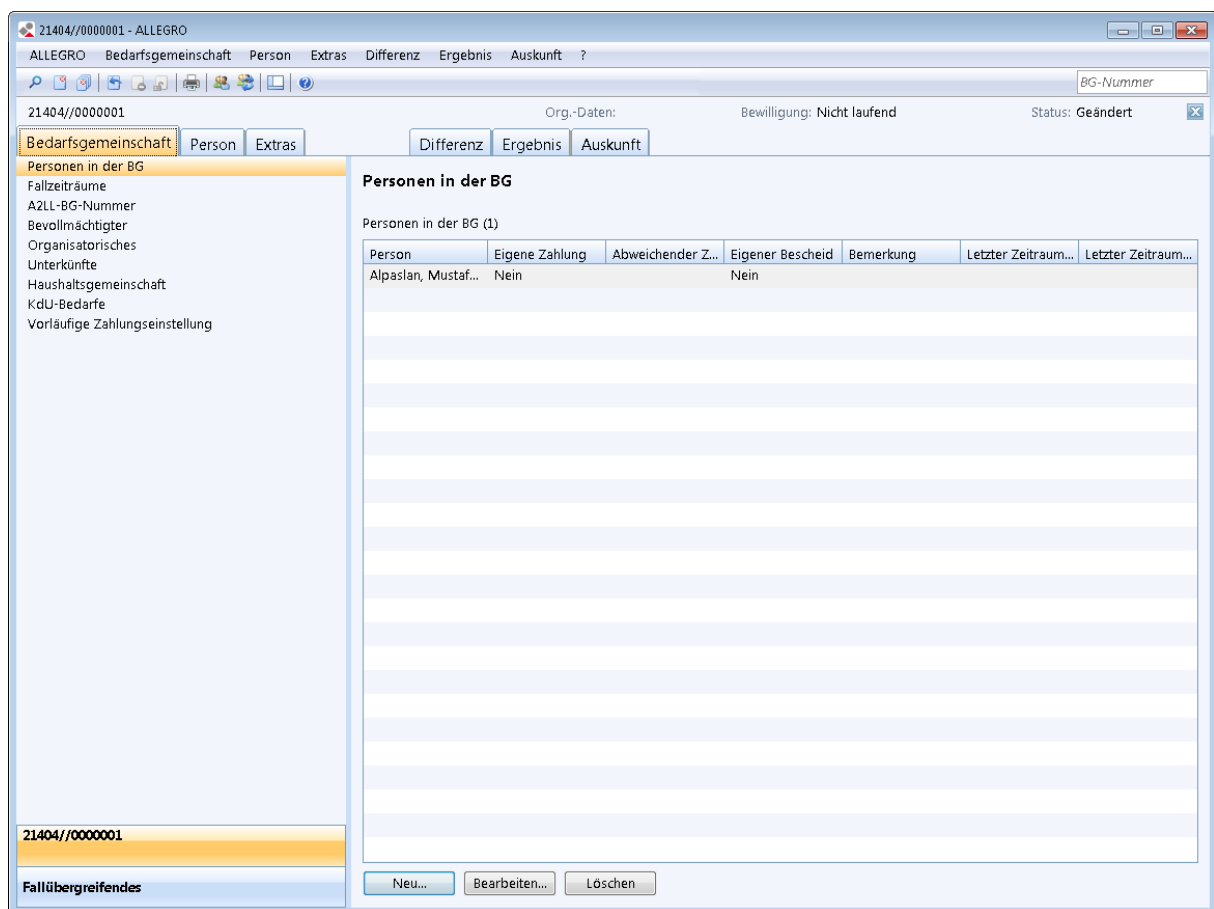 21404//0000001 - ALLEGRO
ALLEGRO Bedarfsgemeinschaft Person Extras Differenz Ergebnis Auskunft ?
BG-Nummer
21404//0000001 Org.-Daten: Bewilligung: Nicht laufend Status: Geändert
Bedarfsgemeinschaft Person Extras Differenz Ergebnis Auskunft
Personen in der BG
Fallzeiträume
A2LL-BG-Nummer
Bevollmächtigter
Organisatorisches
Unterkünfte
Haushaltsgemeinschaft
KdU-Bedarfe
Vorläufige Zahlungseinstellung
21404//0000001
Fallübergreifendes
Personen in der BG
Personen in der BG (1)
Person Eigene Zahlung Abweichender Z... Eigener Bescheid Bemerkung Letzter Zeitraum... Letzter Zeitraum...
Alpaslan, Mustaf... Nein Nein
Neu... Bearbeiten... Löschen